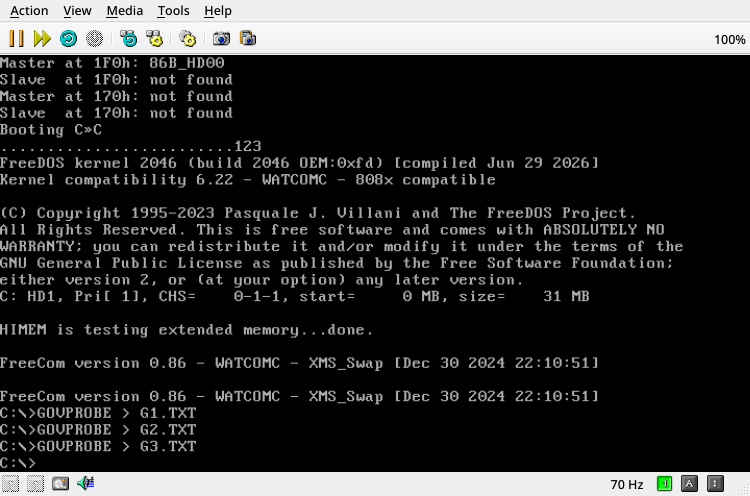 Action View Media Tools Help
100%
Master at 1F0h: 86B_HD00
Slave  at 1F0h: not found
Master at 170h: not found
Slave  at 170h: not found
Booting C»C
.........................123
FreeDOS kernel 2046 (build 2046 OEM:0xfd) [compiled Jun 29 2026]
Kernel compatibility 6.22 - WATCOMC - 808x compatible
(C) Copyright 1995-2023 Pasquale J. Villani and The FreeDOS Project.
All Rights Reserved. This is free software and comes with ABSOLUTELY NO
WARRANTY; you can redistribute it and/or modify it under the terms of the
GNU General Public License as published by the Free Software Foundation;
either version 2, or (at your option) any later version.
C: HD1, Pri[ 1], CHS=    0-1-1, start=     0 MB, size=    31 MB
HIMEM is testing extended memory...done.
FreeCom version 0.86 - WATCOMC - XMS_Swap [Dec 30 2024 22:10:51]
FreeCom version 0.86 - WATCOMC - XMS_Swap [Dec 30 2024 22:10:51]
C:\>GOVPROBE > G1.TXT
C:\>GOVPROBE > G2.TXT
C:\>GOVPROBE > G3.TXT
C:\>
70 Hz 1 A